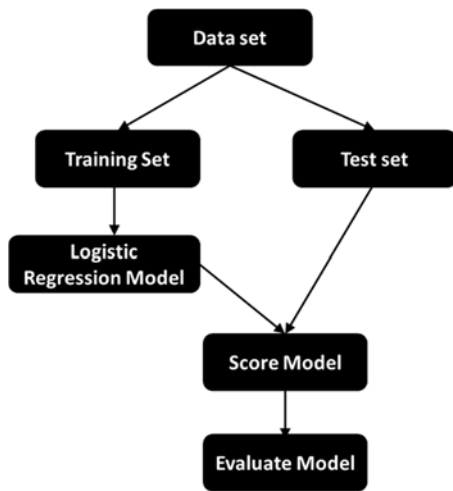 Data set
Training Set
Test set
Logistic
Regression Model
Score Model
Evaluate Model